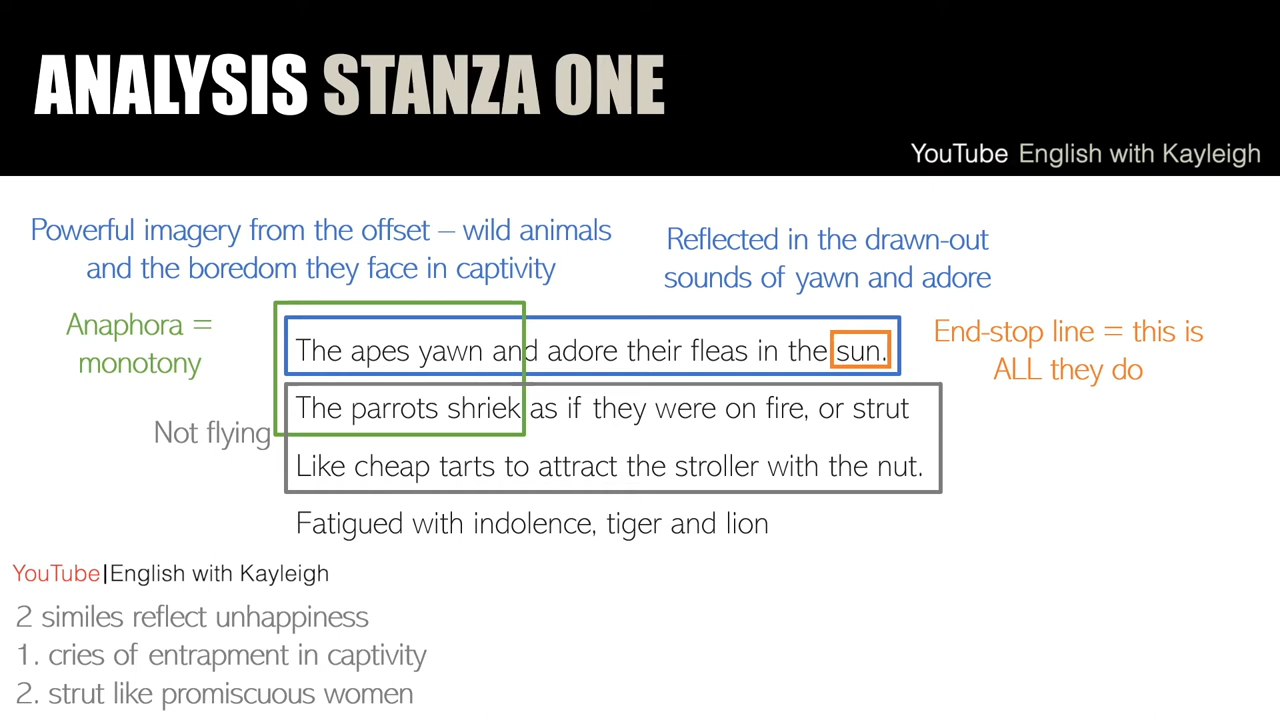 ANALYSIS STANZA ONE
YouTube English with Kayleigh
Powerful imagery from the offset – wild animals
and the boredom they face in captivity
Reflected in the drawn-out
sounds of yawn and adore
Anaphora =
monotony
End-stop line = this is
ALL they do
The apes yawn and adore their fleas in the sun.
The parrots shriek as if they were on fire, or strut
Not flying
Like cheap tarts to attract the stroller with the nut.
Fatigued with indolence, tiger and lion
YouTube|English with Kayleigh
2 similes reflect unhappiness
1. cries of entrapment in captivity
2. strut like promiscuous women